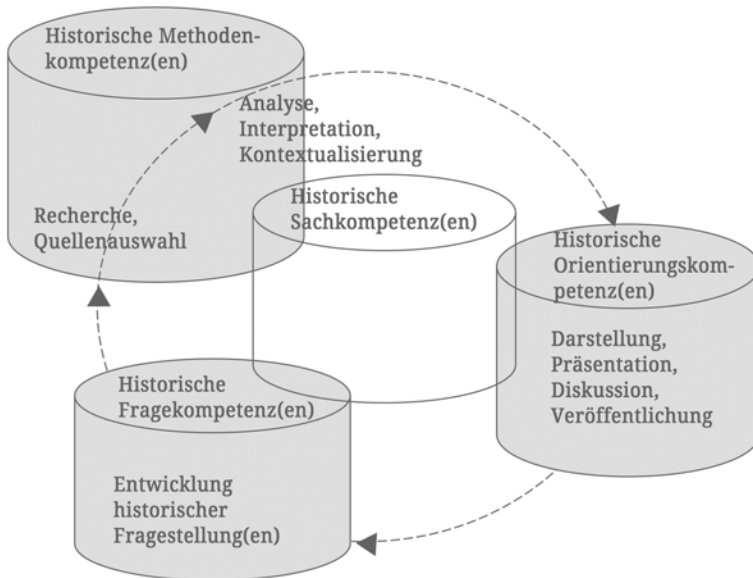 Historische Methoden-
kompetenz(en)
Analyse,
Interpretation,
Kontextualisierung
Recherche,
Quellenauswahl
Historische
Sachkompetenz(en)
Historische
Orientierungskom-
petenz(en)
Darstellung,
Präsentation,
Diskussion,
Veröffentlichung
Historische
Fragekompetenz(en)
Entwicklung
historischer
Fragestellung(en)